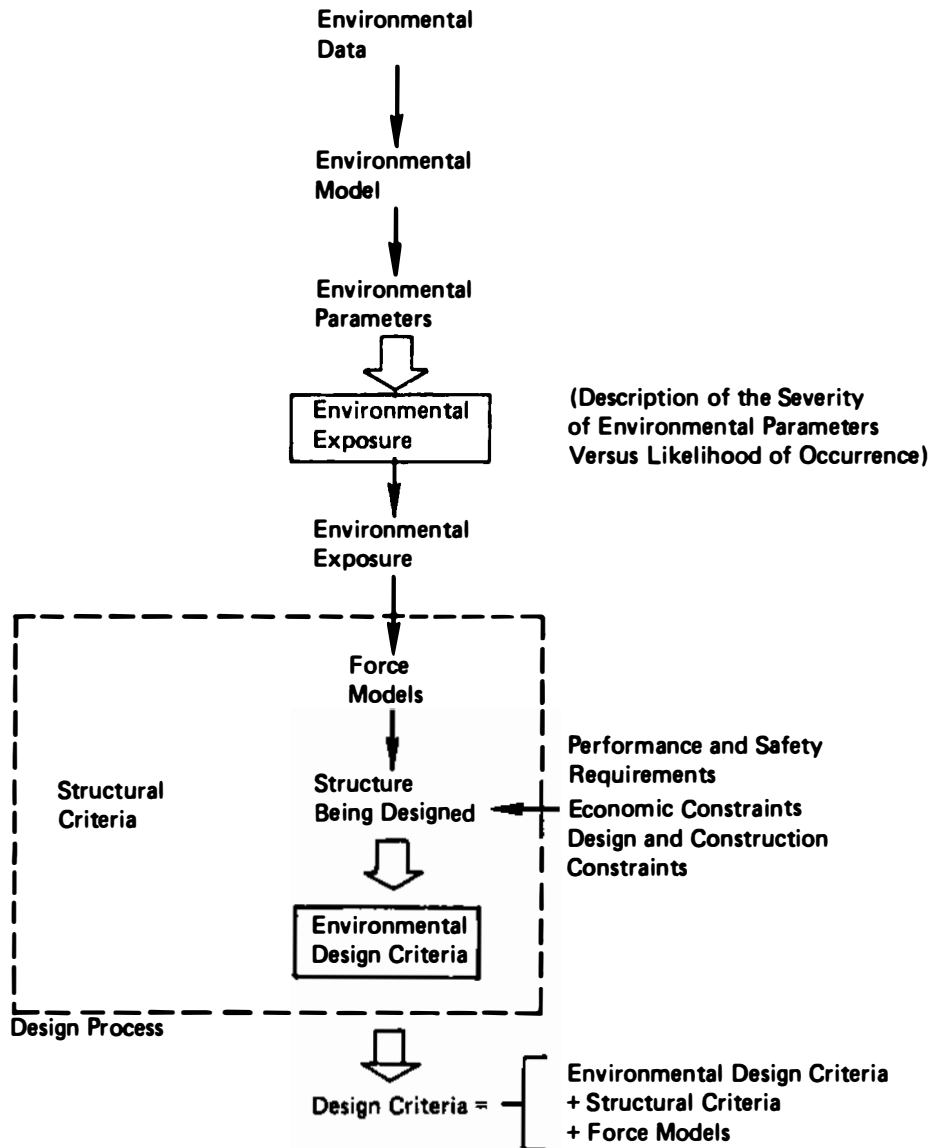 Environmental
Data
Environmental
Model
Environmental
Parameters
Environmental
Exposure
(Description of the Severity
of Environmental Parameters
Versus Likelihood of Occurrence)
Environmental
Exposure
Force
Models
Structural
Criteria
Structure
Being Designed
Performance and Safety
Requirements
Economic Constraints
Design and Construction
Constraints
Environmental
Design Criteria
Design Process
Design Criteria =
Environmental Design Criteria
+ Structural Criteria
+ Force Models